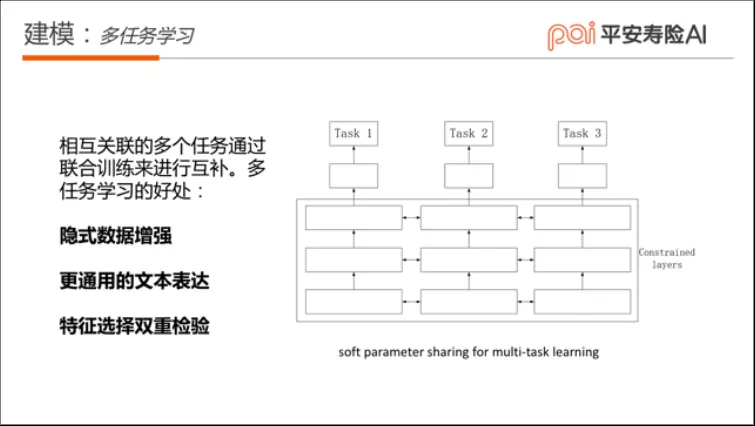 建模：多任务学习
pai 平安寿险AI
相互关联的多个任务通过
联合训练来进行互补。多
任务学习的好处：
隐式数据增强
更通用的文本表达
特征选择双重检验
Task 1
Task 2
Task 3
Constrained
layers
soft parameter sharing for multi-task learning